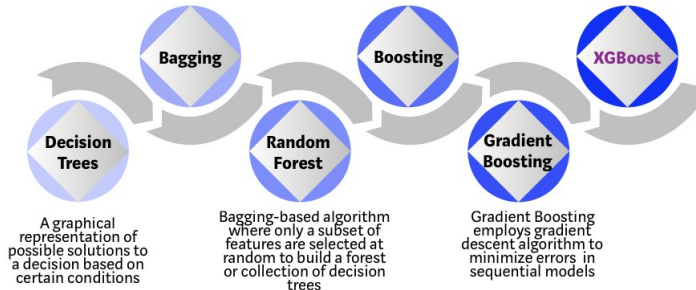 Bagging
Boosting
XGBoost
Decision
Trees
Random
Forest
Gradient
Boosting
A graphical
representation of
possible solutions to
a decision based on
certain conditions
Bagging-based algorithm
where only a subset of
features are selected at
random to build a forest
or collection of decision
trees
Gradient Boosting
employs gradient
descent algorithm to
minimize errors in
sequential models